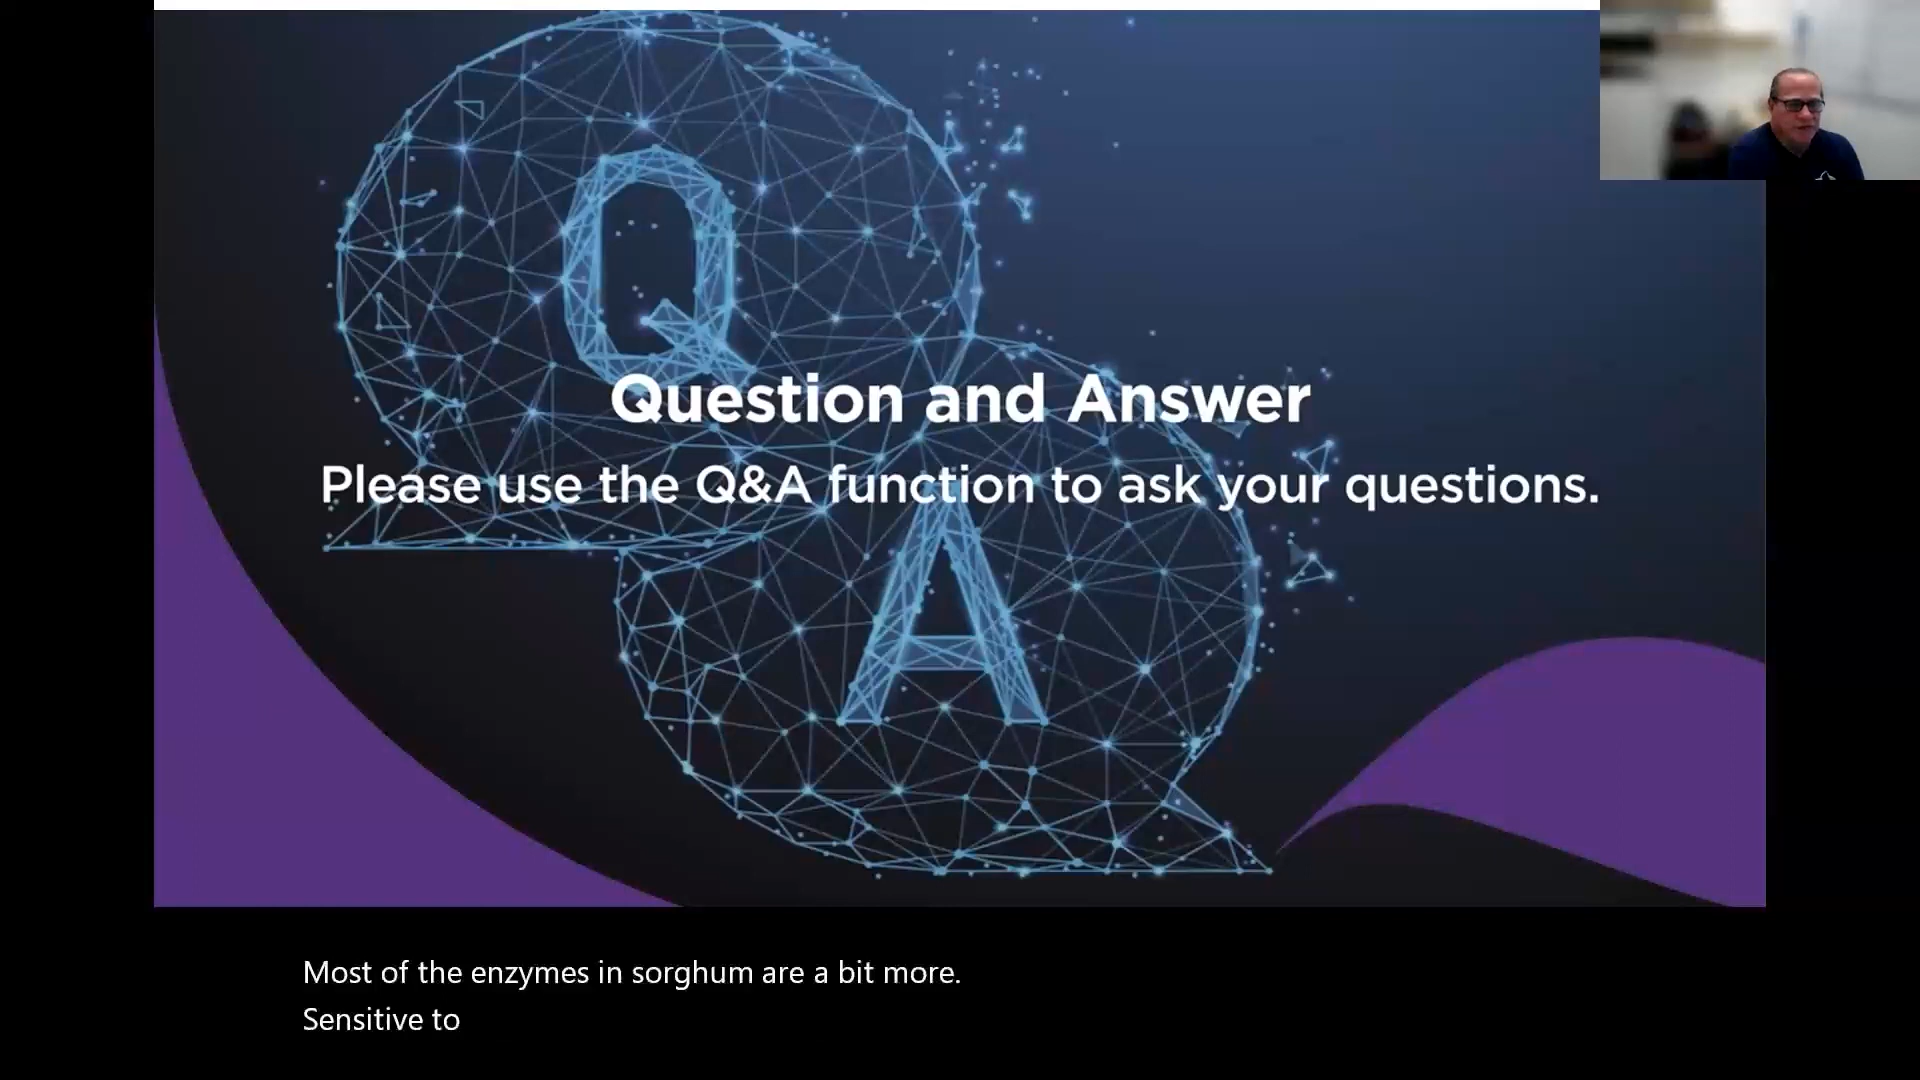 Q
Question and Answer
Please use the Q&A function to ask your questions.
A
Most of the enzymes in sorghum are a bit more.
Sensitive to